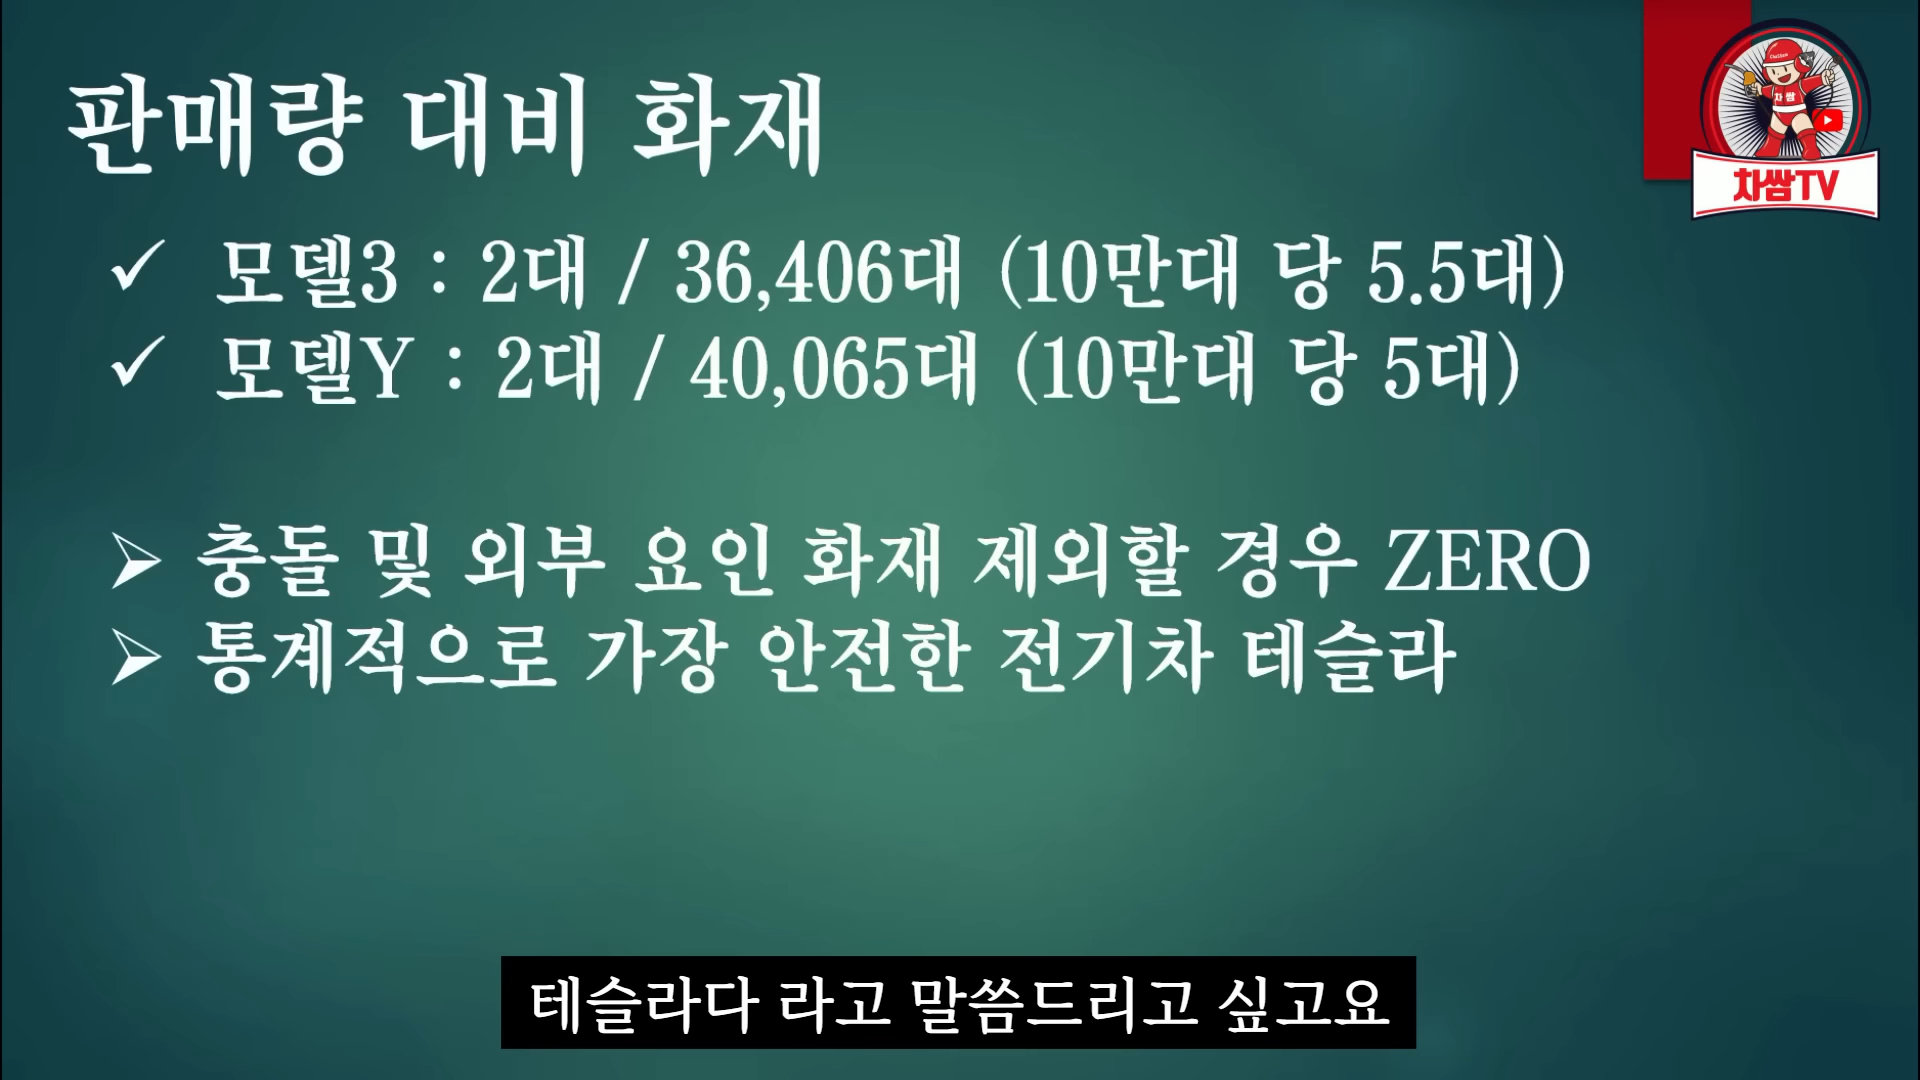 판매량 대비 화재
차쌈TV
✓ 모델3 : 2대 / 36,406대 (10만대 당 5.5대)
✓ 모델Y : 2대 / 40,065대 (10만대 당 5대)
➢ 충돌 및 외부 요인 화재 제외할 경우 ZERO
➢ 통계적으로 가장 안전한 전기차 테슬라
테슬라다 라고 말씀드리고 싶고요